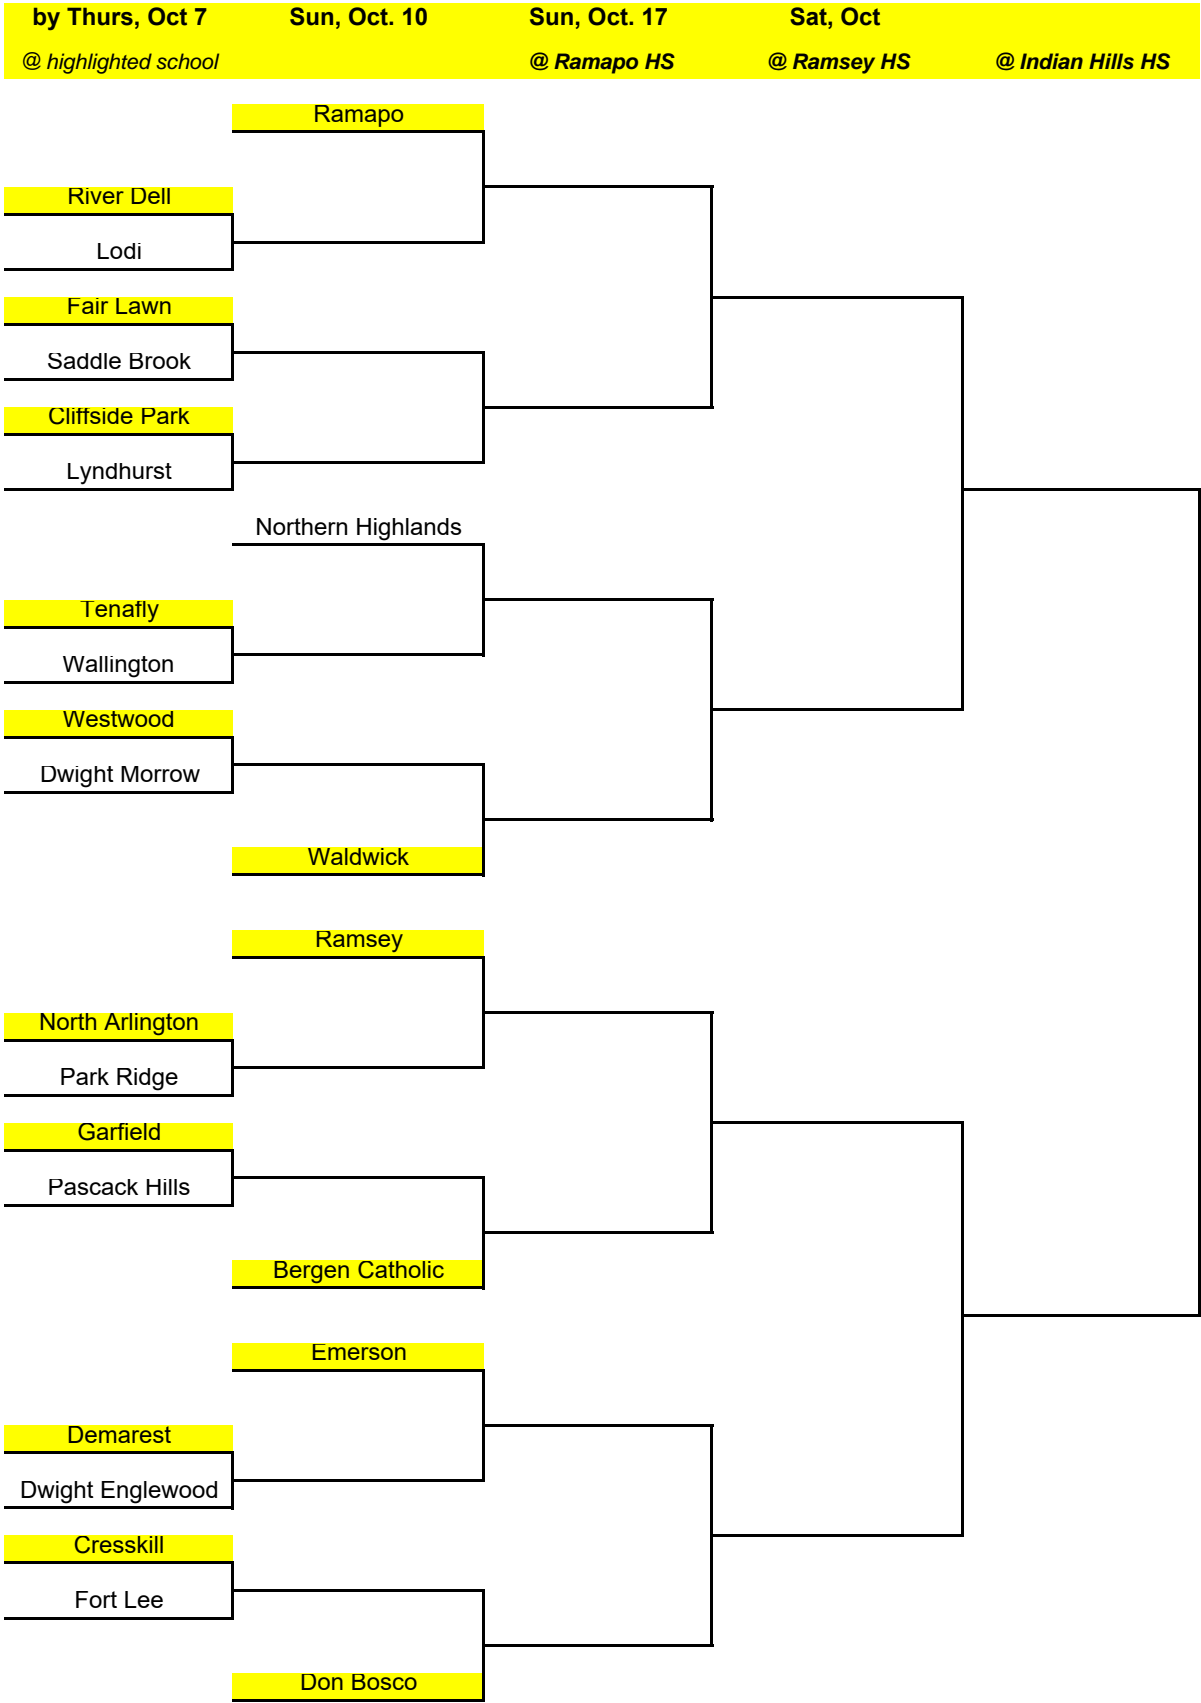 by Thurs, Oct 7 Sun, Oct. 10 Sun, Oct. 17 Sat, Oct
@ highlighted school @ Ramapo HS @ Ramsey HS @ Indian Hills HS
Ramapo
River Dell
Lodi
Fair Lawn
Saddle Brook
Cliffside Park
Lyndhurst
Northern Highlands
Tenafly
Wallington
Westwood
Dwight Morrow
Waldwick
Ramsey
North Arlington
Park Ridge
Garfield
Pascack Hills
Bergen Catholic
Emerson
Demarest
Dwight Englewood
Cresskill
Fort Lee
Don Bosco